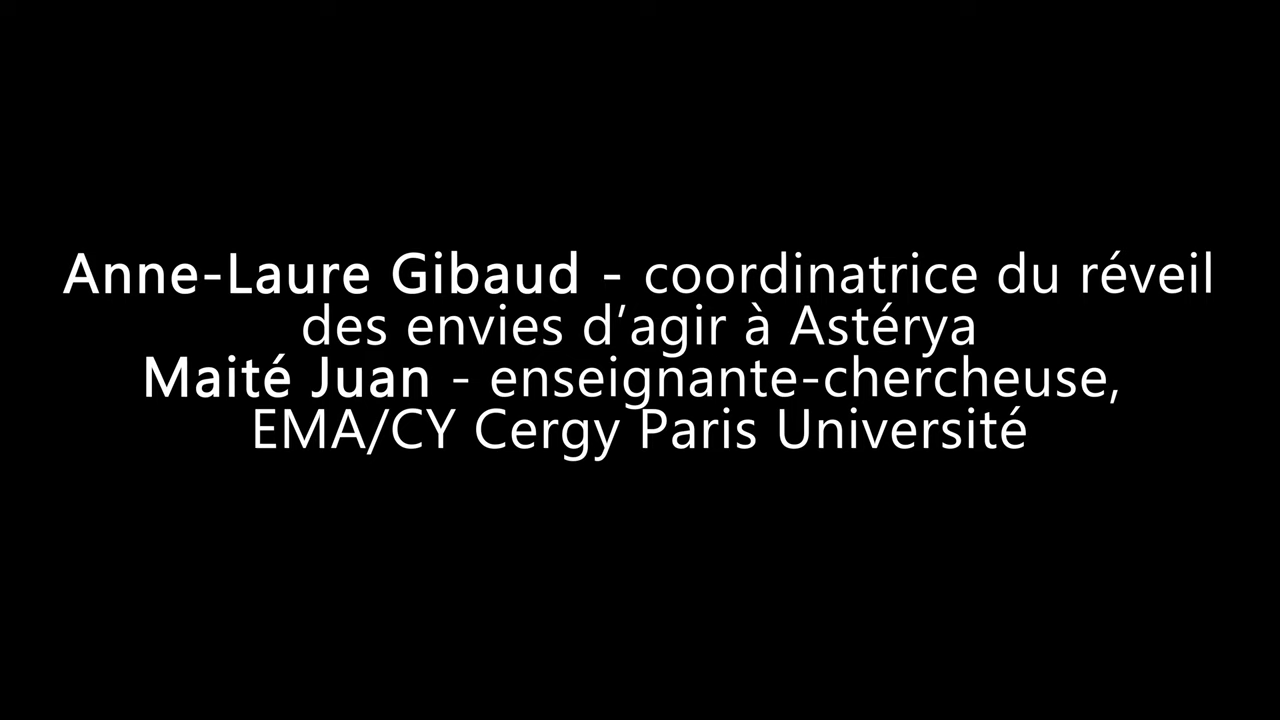 Anne-Laure Gibaud - coordinatrice du réveil
des envies d’agir à Astérya
Maité Juan - enseignante-chercheuse,
EMA/CY Cergy Paris Université